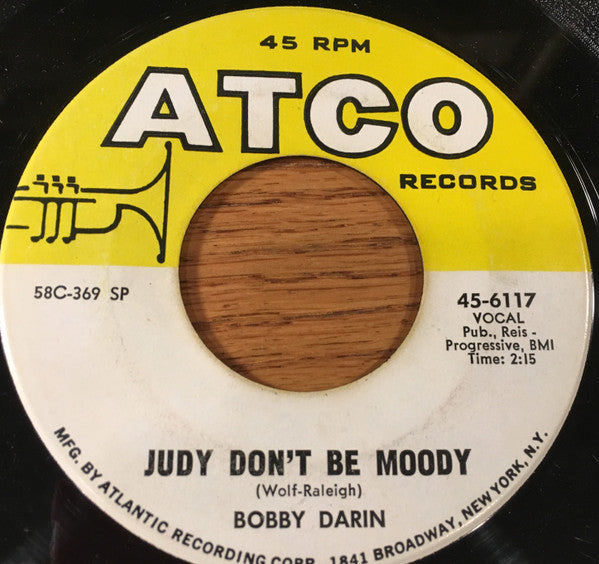 45 RPM
ATCO
RECORDS
58C-369 SP
45-6117
VOCAL
Pub., Reis -
Progressive, BMI
Time: 2:15
JUDY DON'T BE MOODY
(Wolf-Raleigh)
BOBBY DARIN
MFG. BY ATLANTIC RECORDING CORP. 1841 BROADWAY, NEW YORK, N.Y.